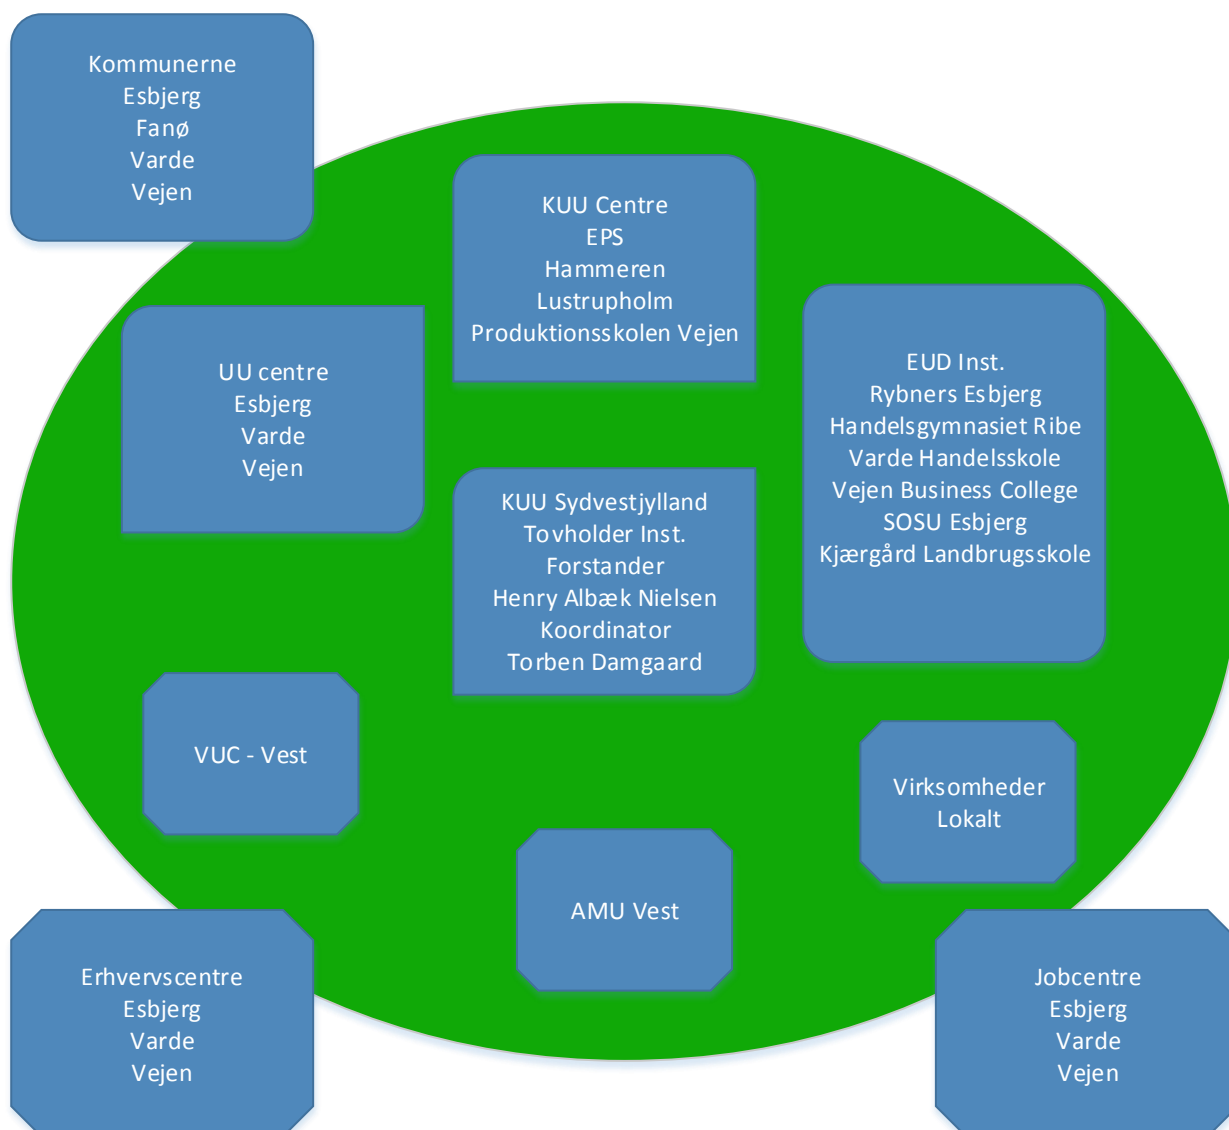 Kommunerne
Esbjerg
Fanø
Varde
Vejen
KUU Centre
EPS
Hammeren
Lustrupholm
Produktionsskolen Vejen
UU centre
Esbjerg
Varde
Vejen
EUD Inst.
Rybners Esbjerg
Handelsgymnasiet Ribe
Varde Handelsskole
Vejen Business College
SOSU Esbjerg
Kjærgård Landbrugsskole
KUU Sydvestjylland
Tovholder Inst.
Forstander
Henry Albæk Nielsen
Koordinator
Torben Damgaard
VUC - Vest
Virksomheder
Lokalt
AMU Vest
Erhvervscentre
Esbjerg
Varde
Vejen
Jobcentre
Esbjerg
Varde
Vejen